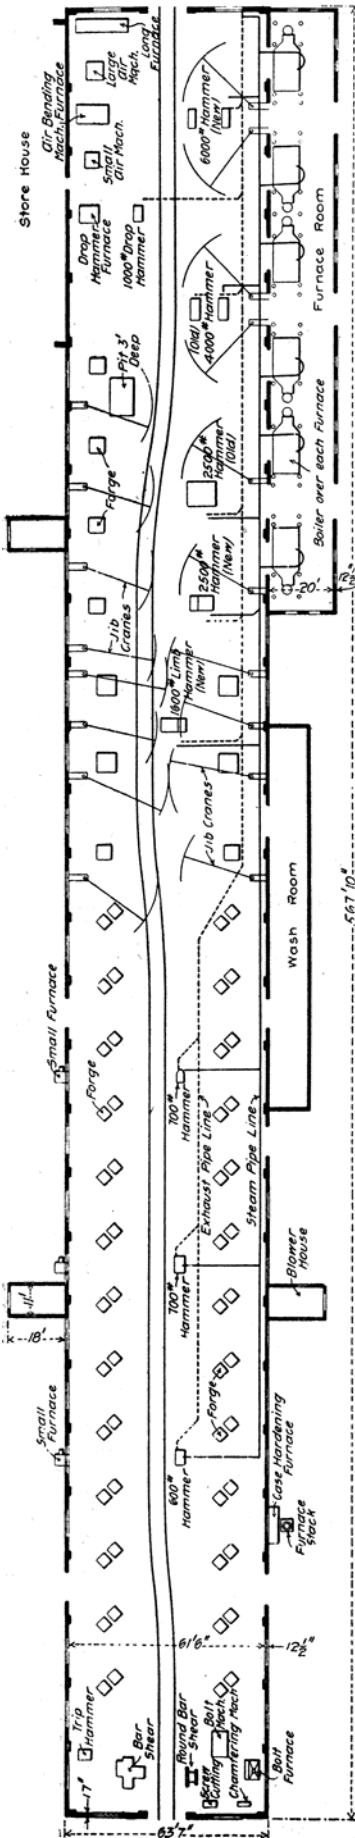 Long
Furnace
Large
Air
Mach.
Air Bending
Mach. Furnace
Small
Air Mach.
Store House
6000# Hammer
(New)
Drop
Hammer
Furnace
1000# Drop
Hammer
Furnace Room
(Old)
4000# Hammer
Pit 3'
Deep
Boiler over each Furnace
2500#
Hammer
(Old)
Forge
2500#
Hammer
(New)
20'
12½"
Jib
Cranes
1600# Limb
Hammer
(New)
Jib Cranes
Wash Room
567'10"
Small Furnace
Forge
700#
Hammer
Exhaust Pipe Line
Steam Pipe Line
11'
18'
700#
Hammer
Blower
House
Small
Furnace
Forge
600#
Hammer
Case Hardening
Furnace
Furnace
Stack
61'6"
12½"
Trip
Hammer
Bar
Shear
Round Bar
Shear
Screw
Cutting
Bolt
Mach.
Chamfering Mach.
Bolt
Furnace
17"
63'7"